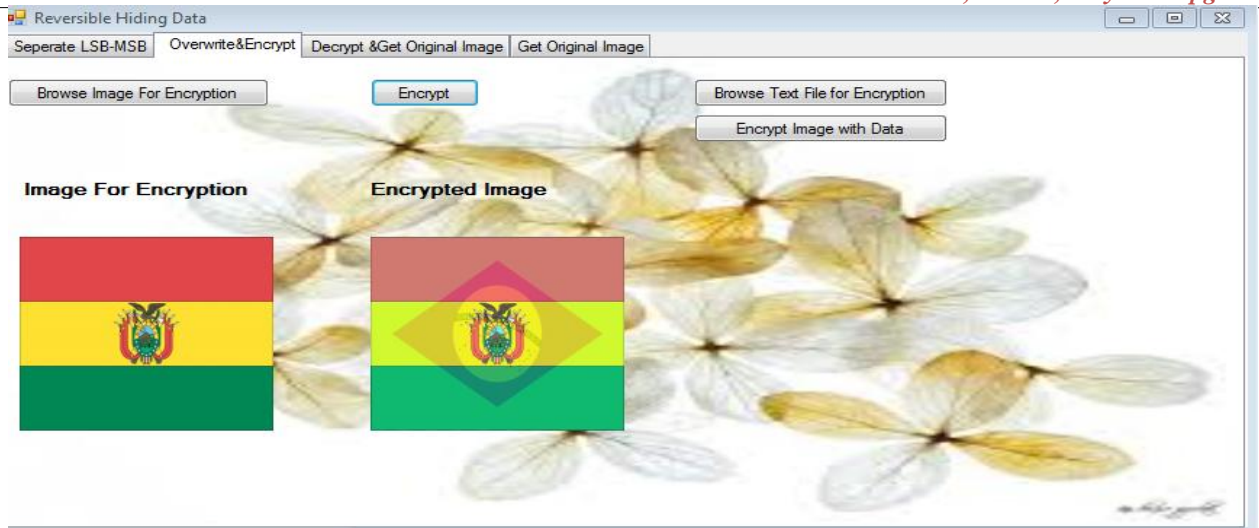 Reversible Hiding Data
Seperate LSB-MSB Overwrite&Encrypt Decrypt &Get Original Image Get Original Image
Browse Image For Encryption Encrypt Browse Text File for Encryption
Encrypt Image with Data
Image For Encryption Encrypted Image